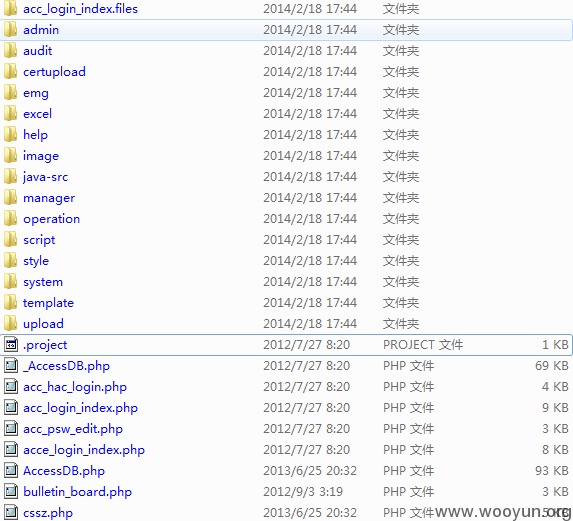 acc_login_index.files 2014/2/18 17:44 文件夹
admin 2014/2/18 17:44 文件夹
audit 2014/2/18 17:44 文件夹
certupload 2014/2/18 17:44 文件夹
emg 2014/2/18 17:44 文件夹
excel 2014/2/18 17:44 文件夹
help 2014/2/18 17:44 文件夹
image 2014/2/18 17:44 文件夹
java-src 2014/2/18 17:44 文件夹
manager 2014/2/18 17:44 文件夹
operation 2014/2/18 17:44 文件夹
script 2014/2/18 17:44 文件夹
style 2014/2/18 17:44 文件夹
system 2014/2/18 17:44 文件夹
template 2014/2/18 17:44 文件夹
upload 2014/2/18 17:44 文件夹
.project 2012/7/27 8:20 PROJECT 文件 1 KB
_AccessDB.php 2012/7/27 8:20 PHP 文件 69 KB
acc_hac_login.php 2012/7/27 8:20 PHP 文件 4 KB
acc_login_index.php 2012/7/27 8:20 PHP 文件 9 KB
acc_psw_edit.php 2012/7/27 8:20 PHP 文件 3 KB
acce_login_index.php 2012/7/27 8:20 PHP 文件 8 KB
AccessDB.php 2013/6/25 20:32 PHP 文件 93 KB
bulletin_board.php 2012/9/3 3:19 PHP 文件 3 KB
cssz.php 2013/6/25 20:32 PHP 文件 5 KB
www.wooyun.org